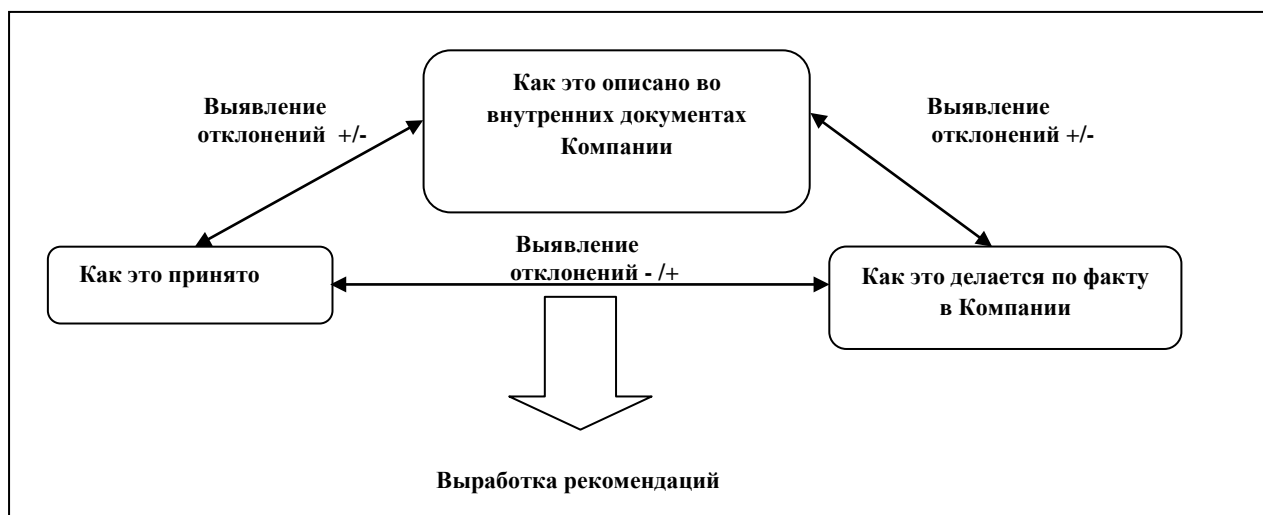 Как это описано во
внутренних документах
Компании
Выявление
отклонений +/-
Выявление
отклонений +/-
Выявление
отклонений - /+
Как это принято
Как это делается по факту
в Компании
Выработка рекомендаций